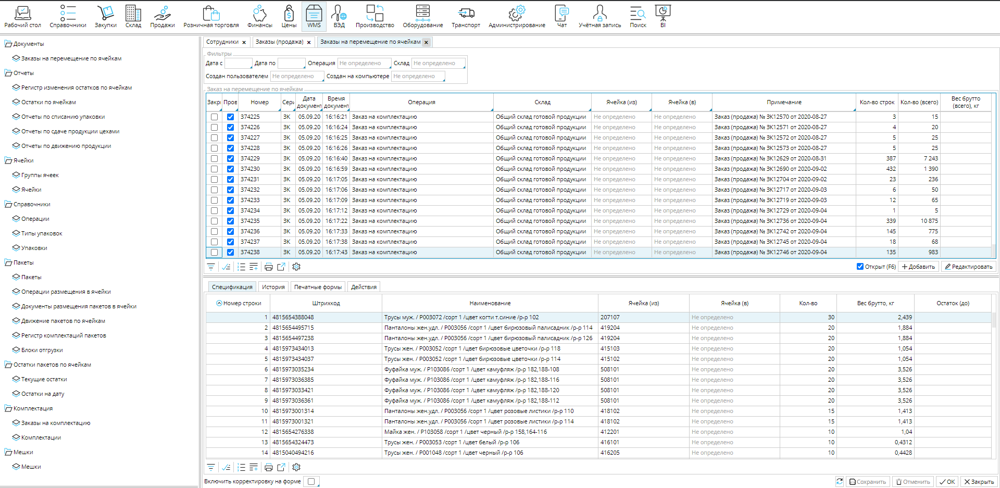 Рабочий стол Справочники Закупки Склад Продажи Розничная торговля Финансы Цены WMS ВЭД Производство Оборудование Транспорт Администрирование Чат Учётная запись Поиск BI
Документы
Заказы на перемещение по ячейкам
Отчеты
Регистр изменения остатков по ячейкам
Остатки по ячейкам
Отчеты по списанию упаковки
Отчеты по сдаче продукции цехами
Отчеты по движению продукции
Ячейки
Группы ячеек
Ячейки
Справочники
Операции
Типы упаковок
Упаковки
Пакеты
Пакеты
Операции размещения в ячейки
Документы размещения пакетов в ячейки
Движение пакетов по ячейкам
Регистр комплектаций пакетов
Блоки отгрузки
Остатки пакетов по ячейкам
Текущие остатки
Остатки на дату
Комплектация
Заказы на комплектацию
Комплектации
Мешки
Мешки
Сотрудники Заказы (продажа) Заказы на перемещение по ячейкам
Фильтры
Дата с Дата по Операция Не определено Склад Не определено
Создан пользователем Не определено Создан на компьютере Не определено
Заказ на перемещение по ячейкам
Закр Пров Номер Сери Дата документ Время документ Операция Склад Ячейка (из) Ячейка (в) Примечание Кол-во строк Кол-во (всего) Вес брутто (всего), кг
374225 ЗК 05.09.20 16:16:21 Заказ на комплектацию Общий склад готовой продукции Не определено Не определено Заказ (продажа) № ЗК12570 от 2020-08-27 3 15
374226 ЗК 05.09.20 16:16:24 Заказ на комплектацию Общий склад готовой продукции Не определено Не определено Заказ (продажа) № ЗК12571 от 2020-08-27 4 20
374227 ЗК 05.09.20 16:16:25 Заказ на комплектацию Общий склад готовой продукции Не определено Не определено Заказ (продажа) № ЗК12572 от 2020-08-27 5 25
374228 ЗК 05.09.20 16:16:26 Заказ на комплектацию Общий склад готовой продукции Не определено Не определено Заказ (продажа) № ЗК12573 от 2020-08-27 5 25
374229 ЗК 05.09.20 16:16:40 Заказ на комплектацию Общий склад готовой продукции Не определено Не определено Заказ (продажа) № ЗК12629 от 2020-08-31 387 7 243
374230 ЗК 05.09.20 16:16:59 Заказ на комплектацию Общий склад готовой продукции Не определено Не определено Заказ (продажа) № ЗК12690 от 2020-09-02 432 1 390
374231 ЗК 05.09.20 16:17:05 Заказ на комплектацию Общий склад готовой продукции Не определено Не определено Заказ (продажа) № ЗК12704 от 2020-09-02 23 236
374232 ЗК 05.09.20 16:17:06 Заказ на комплектацию Общий склад готовой продукции Не определено Не определено Заказ (продажа) № ЗК12717 от 2020-09-03 6 50
374233 ЗК 05.09.20 16:17:09 Заказ на комплектацию Общий склад готовой продукции Не определено Не определено Заказ (продажа) № ЗК12719 от 2020-09-03 12 65
374234 ЗК 05.09.20 16:17:12 Заказ на комплектацию Общий склад готовой продукции Не определено Не определено Заказ (продажа) № ЗК12729 от 2020-09-04 1 5
374235 ЗК 05.09.20 16:17:22 Заказ на комплектацию Общий склад готовой продукции Не определено Не определено Заказ (продажа) № ЗК12736 от 2020-09-04 339 10 875
374236 ЗК 05.09.20 16:17:33 Заказ на комплектацию Общий склад готовой продукции Не определено Не определено Заказ (продажа) № ЗК12742 от 2020-09-04 145 775
374237 ЗК 05.09.20 16:17:38 Заказ на комплектацию Общий склад готовой продукции Не определено Не определено Заказ (продажа) № ЗК12745 от 2020-09-04 18 68
374238 ЗК 05.09.20 16:17:43 Заказ на комплектацию Общий склад готовой продукции Не определено Не определено Заказ (продажа) № ЗК12746 от 2020-09-04 135 983
Открыт (F6) Добавить Редактировать
Спецификация История Печатные формы Действия
Номер строки Штрихкод Наименование Ячейка (из) Ячейка (в) Кол-во Вес брутто, кг Остаток (до)
1 4815654388048 Трусы муж. / Р003072 /сорт 1 /цвет когти т.синие /р-р 102 207107 Не определено 30 2,439
2 4815654495715 Панталоны жен.удл. / Р003056 /сорт 1 /цвет бирюзовый палисадник /р-р 114 419204 Не определено 20 1,884
3 4815654497238 Панталоны жен.удл. / Р003056 /сорт 1 /цвет бирюзовый палисадник /р-р 126 419204 Не определено 20 1,884
4 4815973434013 Трусы жен. / Р003052 /сорт 1 /цвет бирюзовые цветочки /р-р 118 415103 Не определено 20 1,054
5 4815973434037 Трусы жен. / Р003052 /сорт 1 /цвет бирюзовые цветочки /р-р 114 415102 Не определено 20 1,054
6 4815973035234 Фуфайка муж. / Р103086 /сорт 1 /цвет камуфляж /р-р 182,188-108 508101 Не определено 20 3,526
7 4815973036385 Фуфайка муж. / Р103086 /сорт 1 /цвет камуфляж /р-р 182,188-116 508101 Не определено 20 3,526
8 4815973033421 Фуфайка муж. / Р103086 /сорт 1 /цвет камуфляж /р-р 182,188-120 508101 Не определено 20 3,526
9 4815973036361 Фуфайка муж. / Р103086 /сорт 1 /цвет камуфляж /р-р 182,188-112 508101 Не определено 20 3,526
10 4815973001314 Панталоны жен.удл. / Р003056 /сорт 1 /цвет розовые листики /р-р 110 418102 Не определено 15 1,413
11 4815973001321 Панталоны жен.удл. / Р003056 /сорт 1 /цвет розовые листики /р-р 114 418102 Не определено 15 1,413
12 4815654276338 Майка жен. / Р103058 /сорт 1 /цвет черный /р-р 158,164-116 412201 Не определено 10 1,04
13 4815654324473 Трусы жен. / Р003053 /сорт 1 /цвет белый /р-р 106 416101 Не определено 10 0,4312
14 4815040494216 Трусы жен. / Р001048 /сорт 1 /цвет черный /р-р 106 416205 Не определено 10 0,4428
Включить корректировку на форме Сохранить Отменить OK Закрыть